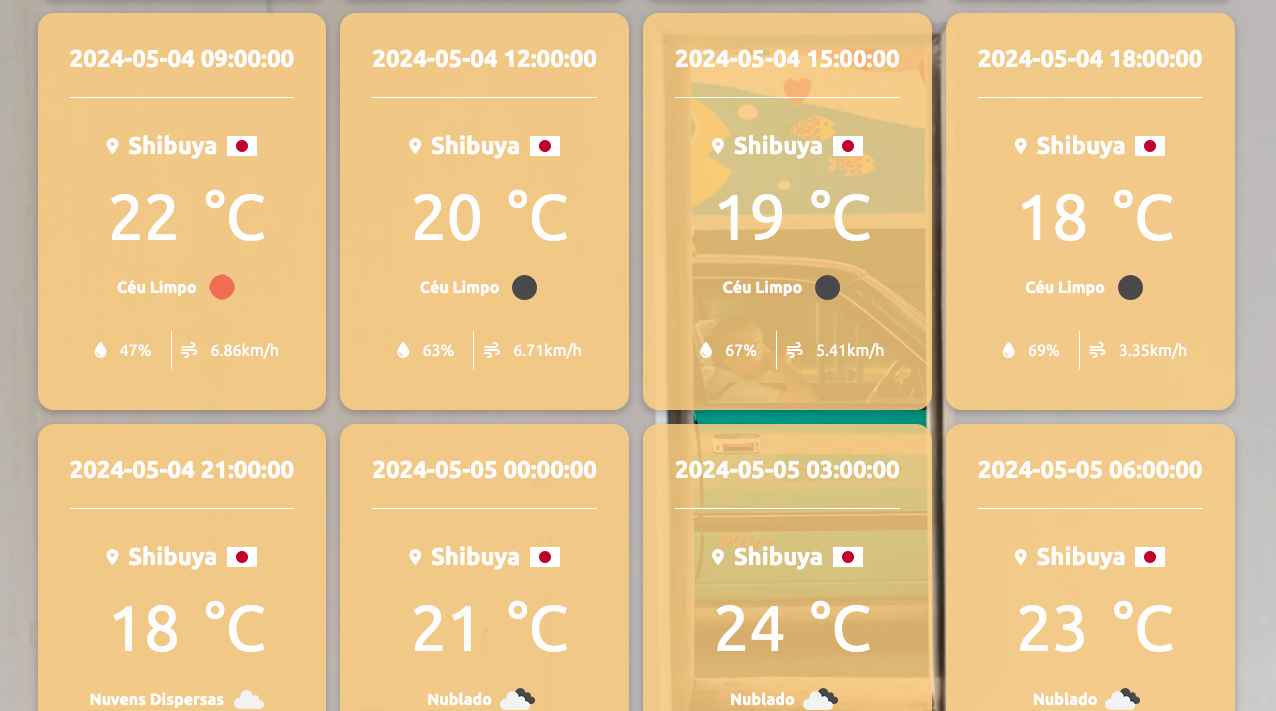 2024-05-04 09:00:00
Shibuya
22 °C
Céu Limpo
47% 6.86km/h
2024-05-04 12:00:00
Shibuya
20 °C
Céu Limpo
63% 6.71km/h
2024-05-04 15:00:00
Shibuya
19 °C
Céu Limpo
67% 5.41km/h
2024-05-04 18:00:00
Shibuya
18 °C
Céu Limpo
69% 3.35km/h
2024-05-04 21:00:00
Shibuya
18 °C
Nuvens Dispersas
2024-05-05 00:00:00
Shibuya
21 °C
Nublado
2024-05-05 03:00:00
Shibuya
24 °C
Nublado
2024-05-05 06:00:00
Shibuya
23 °C
Nublado